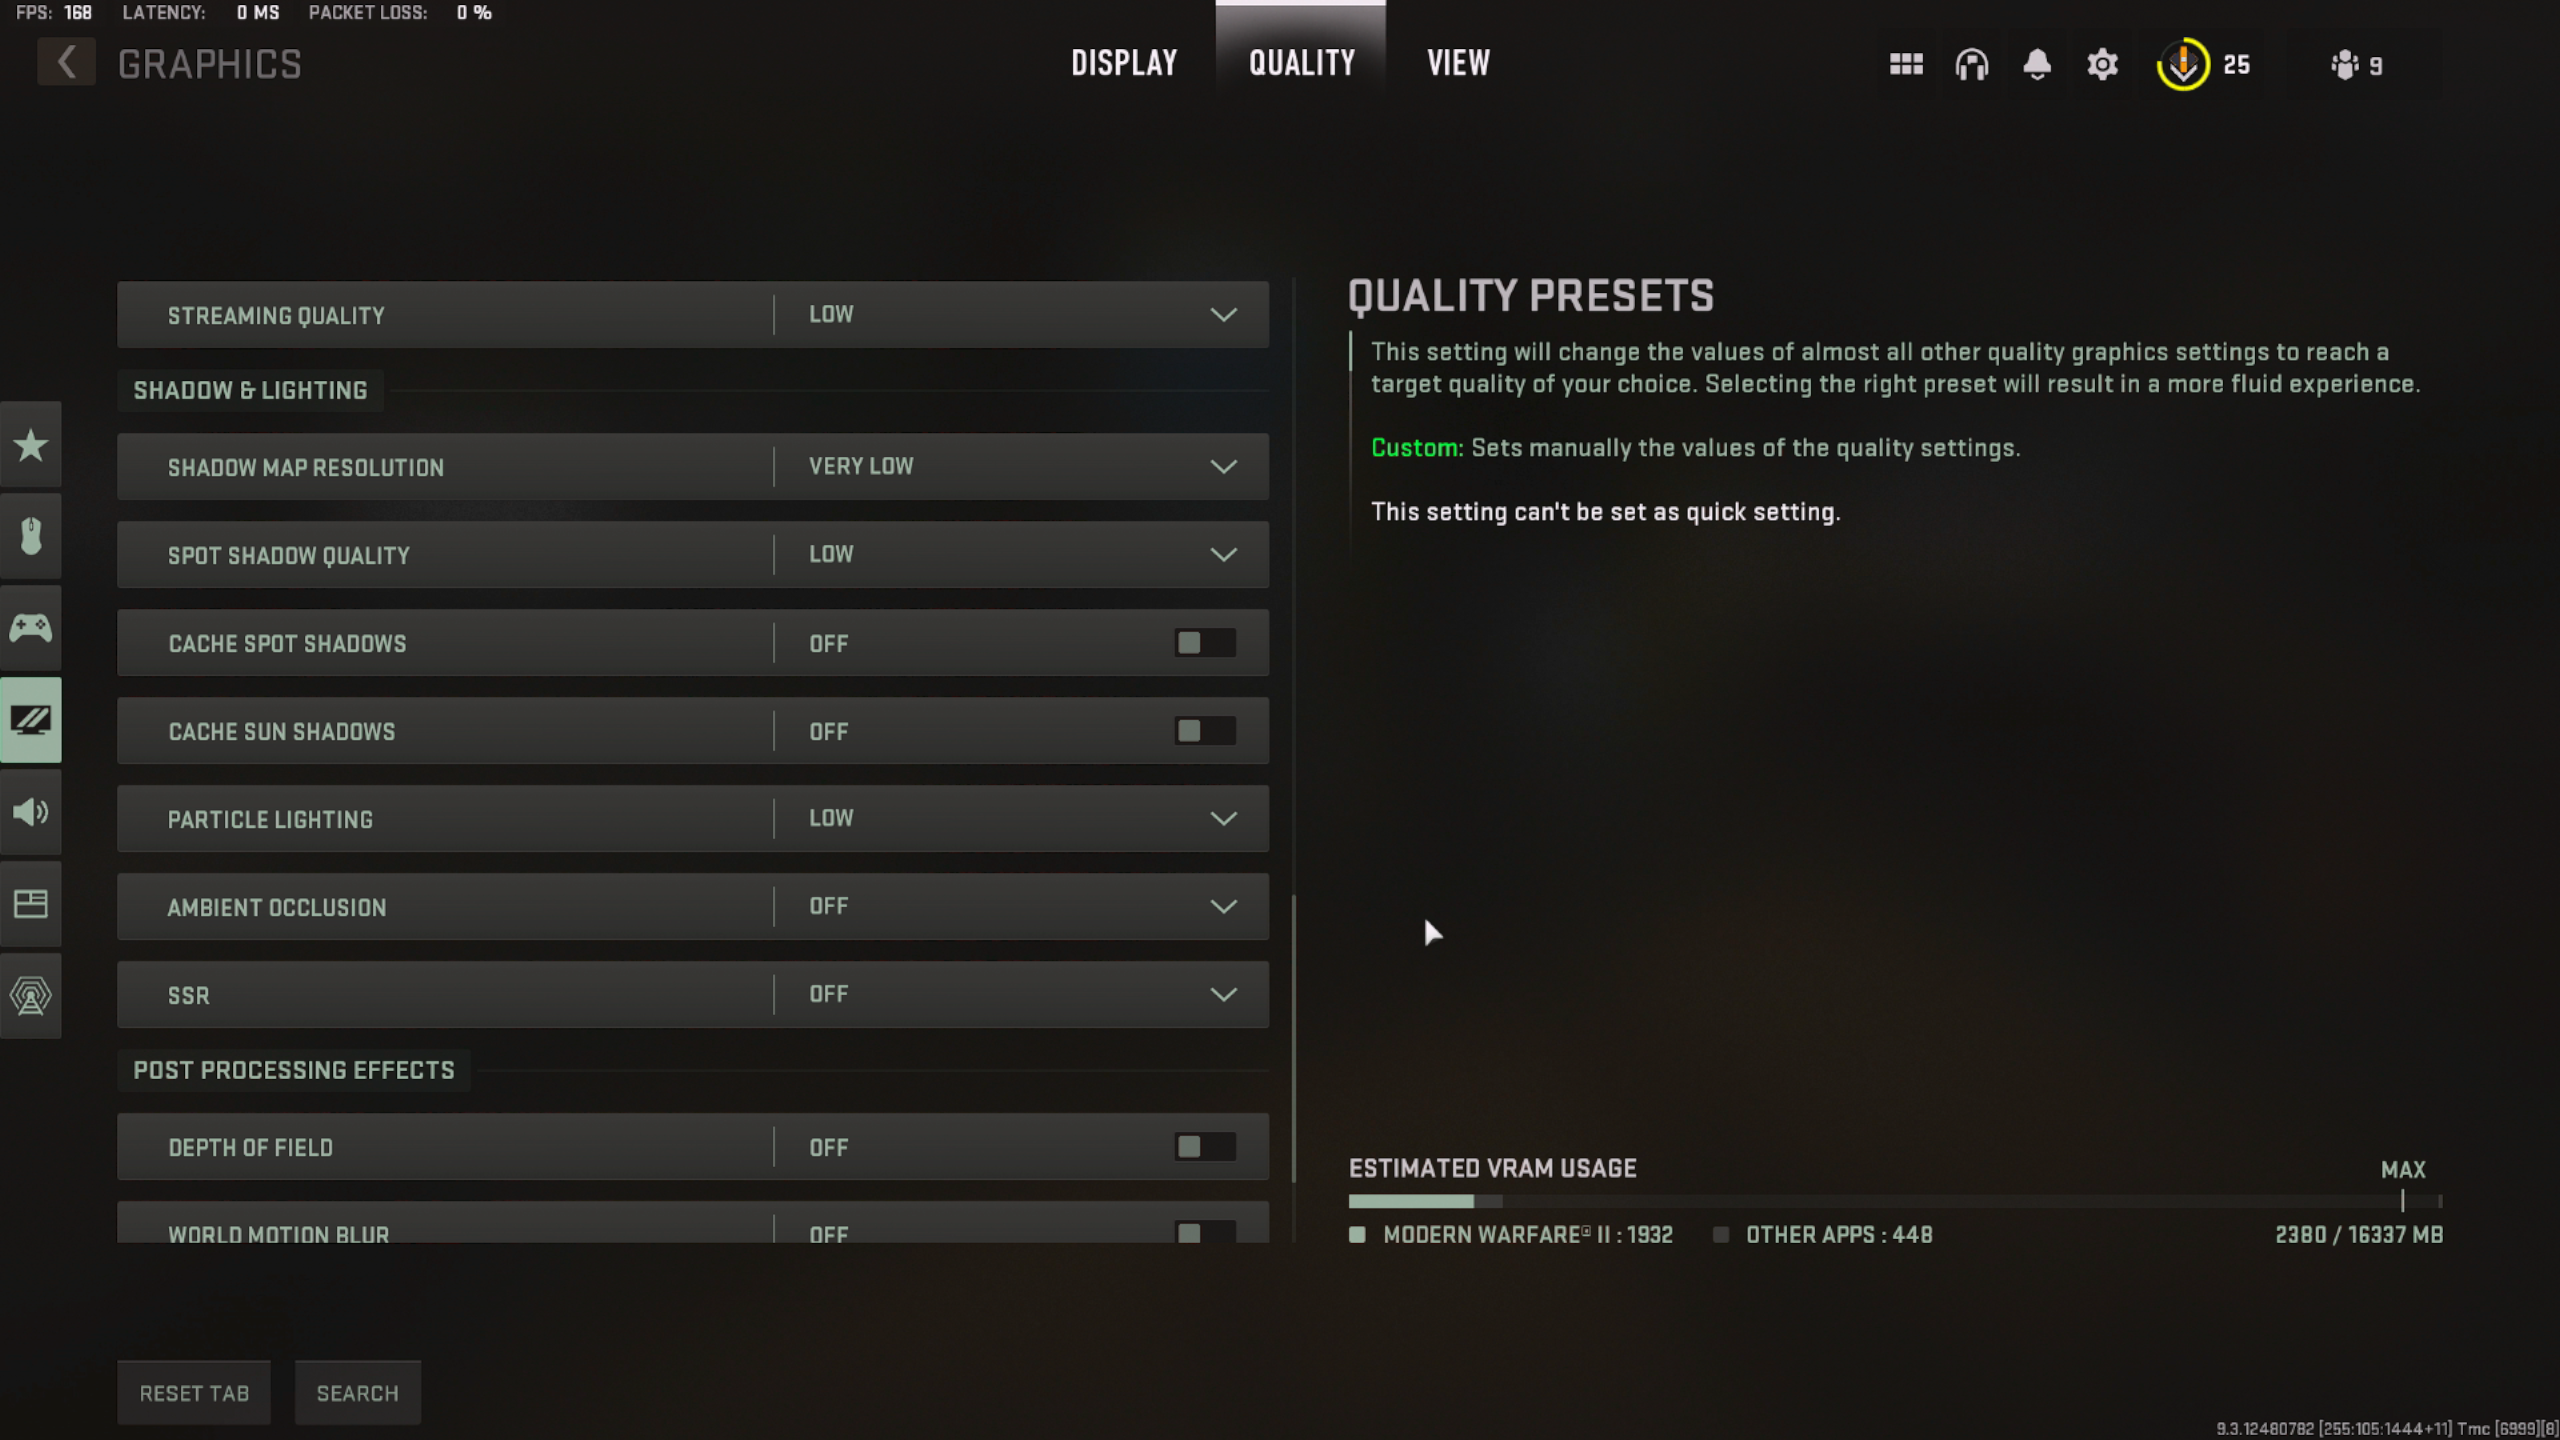 FPS: 168 LATENCY: 0 MS PACKET LOSS: 0 %
GRAPHICS
DISPLAY QUALITY VIEW
25 9
STREAMING QUALITY LOW
SHADOW & LIGHTING
SHADOW MAP RESOLUTION VERY LOW
SPOT SHADOW QUALITY LOW
CACHE SPOT SHADOWS OFF
CACHE SUN SHADOWS OFF
PARTICLE LIGHTING LOW
AMBIENT OCCLUSION OFF
SSR OFF
POST PROCESSING EFFECTS
DEPTH OF FIELD OFF
WORLD MOTION BLUR OFF
QUALITY PRESETS
This setting will change the values of almost all other quality graphics settings to reach a
target quality of your choice. Selecting the right preset will result in a more fluid experience.
Custom: Sets manually the values of the quality settings.
This setting can't be set as quick setting.
ESTIMATED VRAM USAGE MAX
MODERN WARFARE® II : 1932 OTHER APPS : 448 2380 / 16337 MB
RESET TAB SEARCH
9.3.12480782 [255:105:1444+11] Tmc [6999][8]